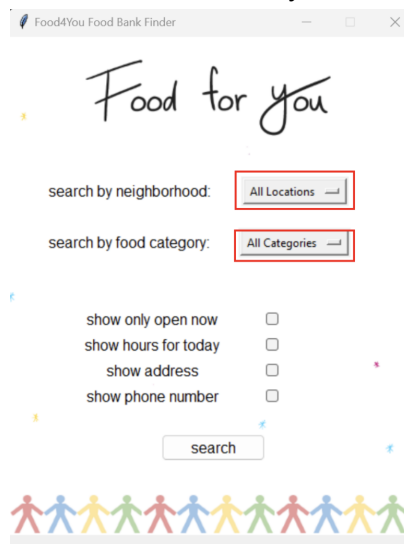 Food4You Food Bank Finder
Food for you
search by neighborhood: All Locations
search by food category: All Categories
show only open now
show hours for today
show address
show phone number
search